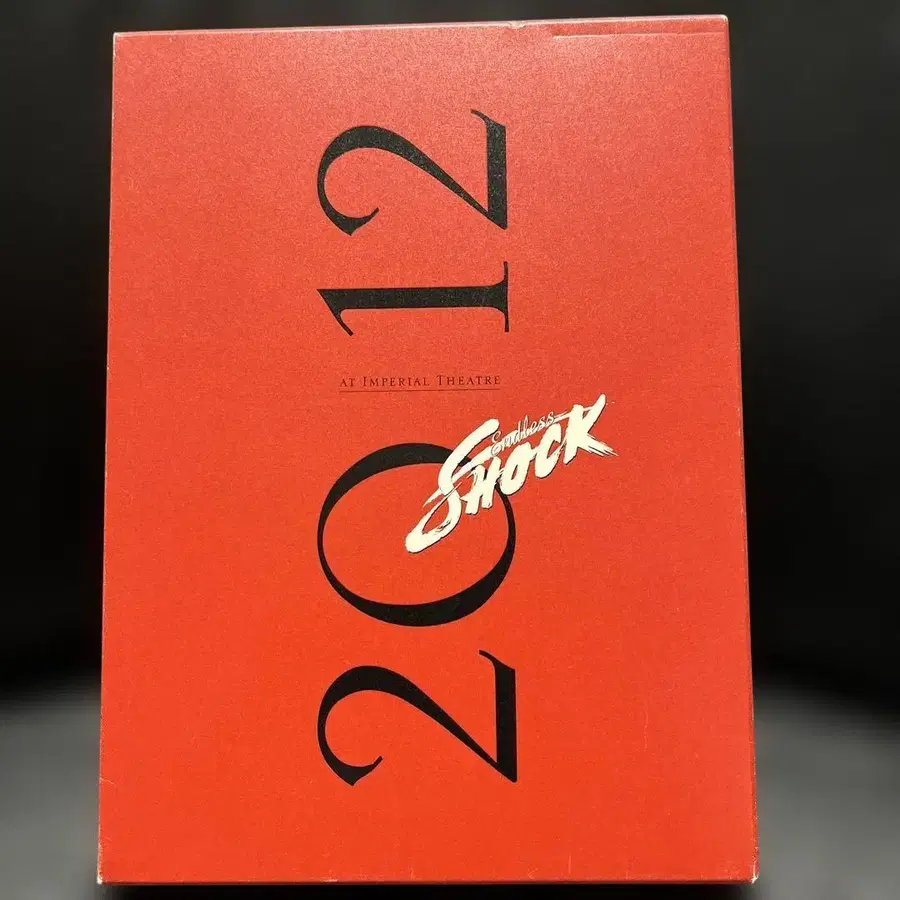 2012
AT IMPERIAL THEATRE
Endless
SHOCK